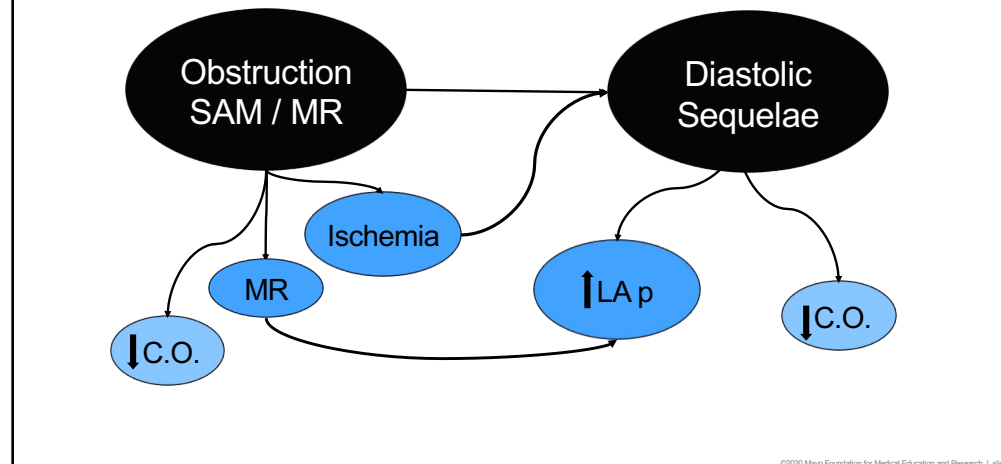 Obstruction
SAM / MR
Diastolic
Sequelae
Ischemia
MR
LA p
C.O.
C.O.
©2020 Mayo Foundation for Medical Education and Research |